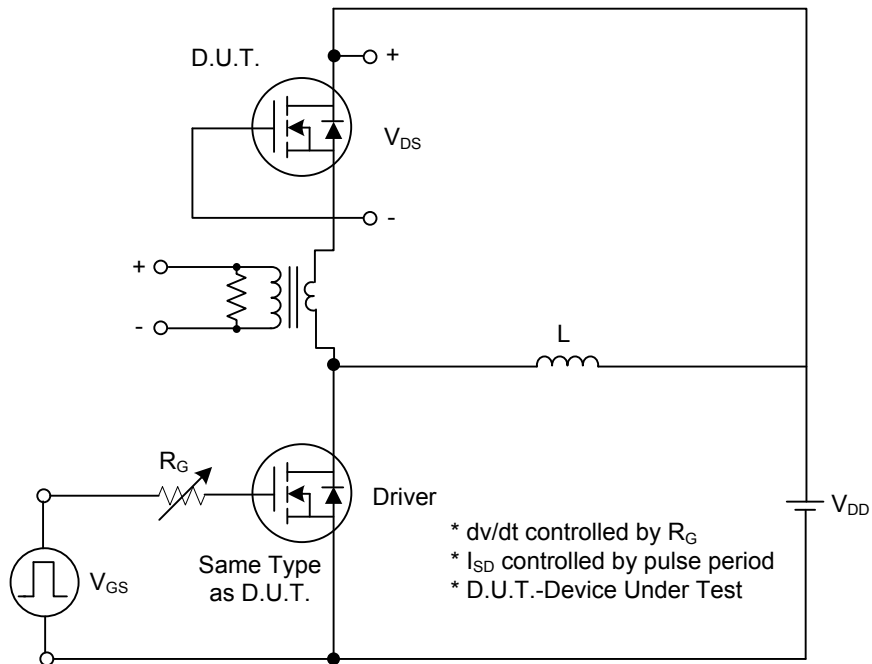 D.U.T.
+
V_DS
-
+
-
L
R_G
Driver
V_DD
* dv/dt controlled by R_G
* I_SD controlled by pulse period
* D.U.T.-Device Under Test
Same Type
as D.U.T.
V_GS